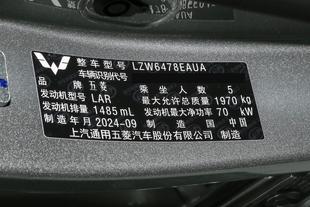 整车型号 LZW6478EAUA
车辆识别代号
品牌 五菱 乘坐人数 5
发动机型号 LAR 最大允许总质量 1970 kg
发动机排量 1485 mL 发动机最大净功率 70 kW
制造年月 2024-09 制造国 中国
上汽通用五菱汽车股份有限公司 制造